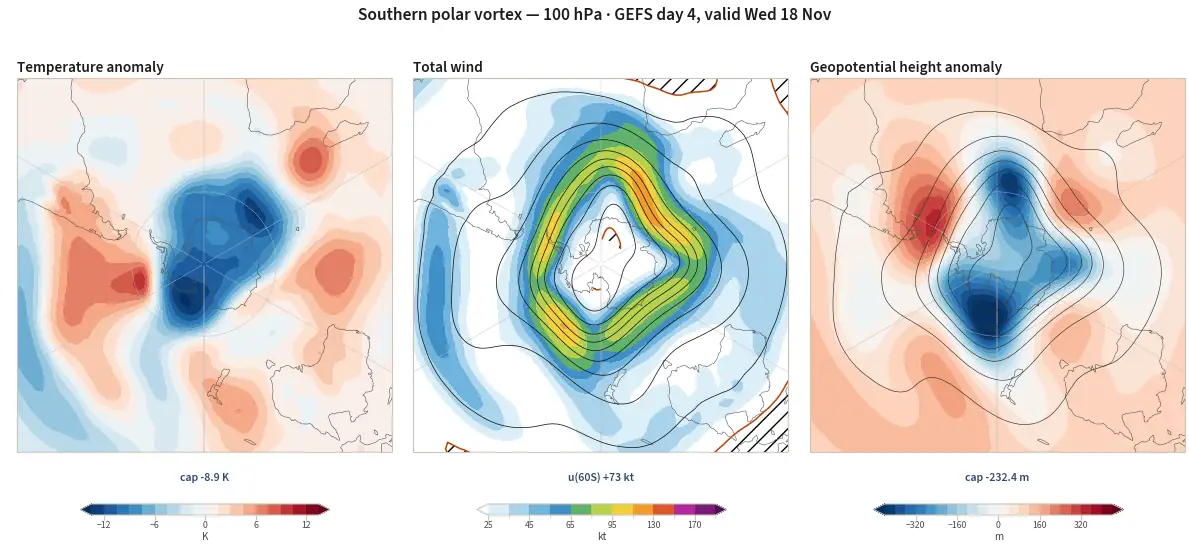 Southern polar vortex — 100 hPa · GEFS day 4, valid Wed 18 Nov
Temperature anomaly
Total wind
Geopotential height anomaly
cap -8.9 K
u(60S) +73 kt
cap -232.4 m
−12 −6 0 6 12
K
25 45 65 95 130 170
kt
−320 −160 0 160 320
m